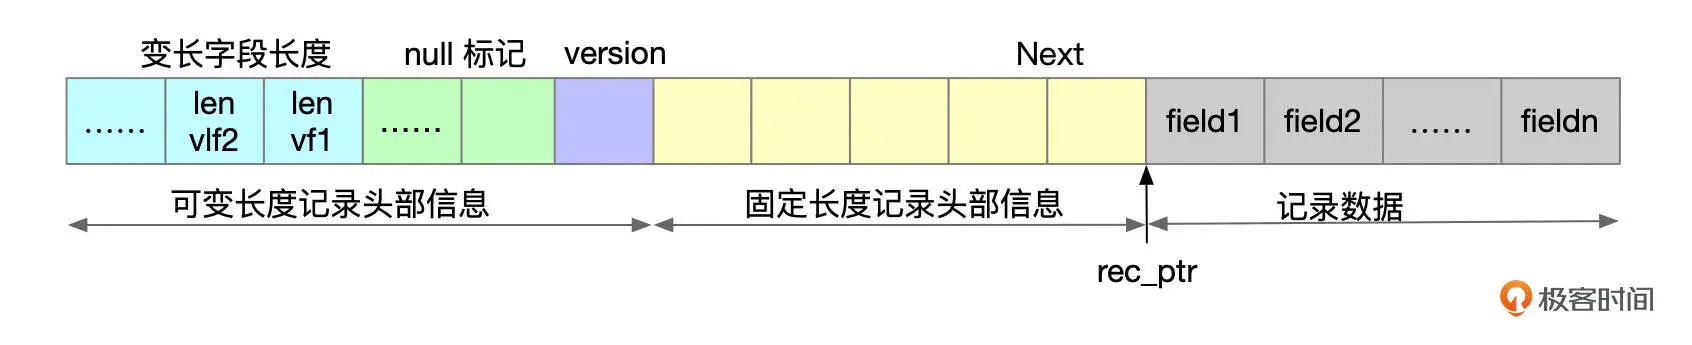 变长字段长度 null 标记 version Next
...... len vlf2 len vf1 ...... field1 field2 ...... fieldn
可变长度记录头部信息 固定长度记录头部信息 记录数据
rec_ptr
极客时间